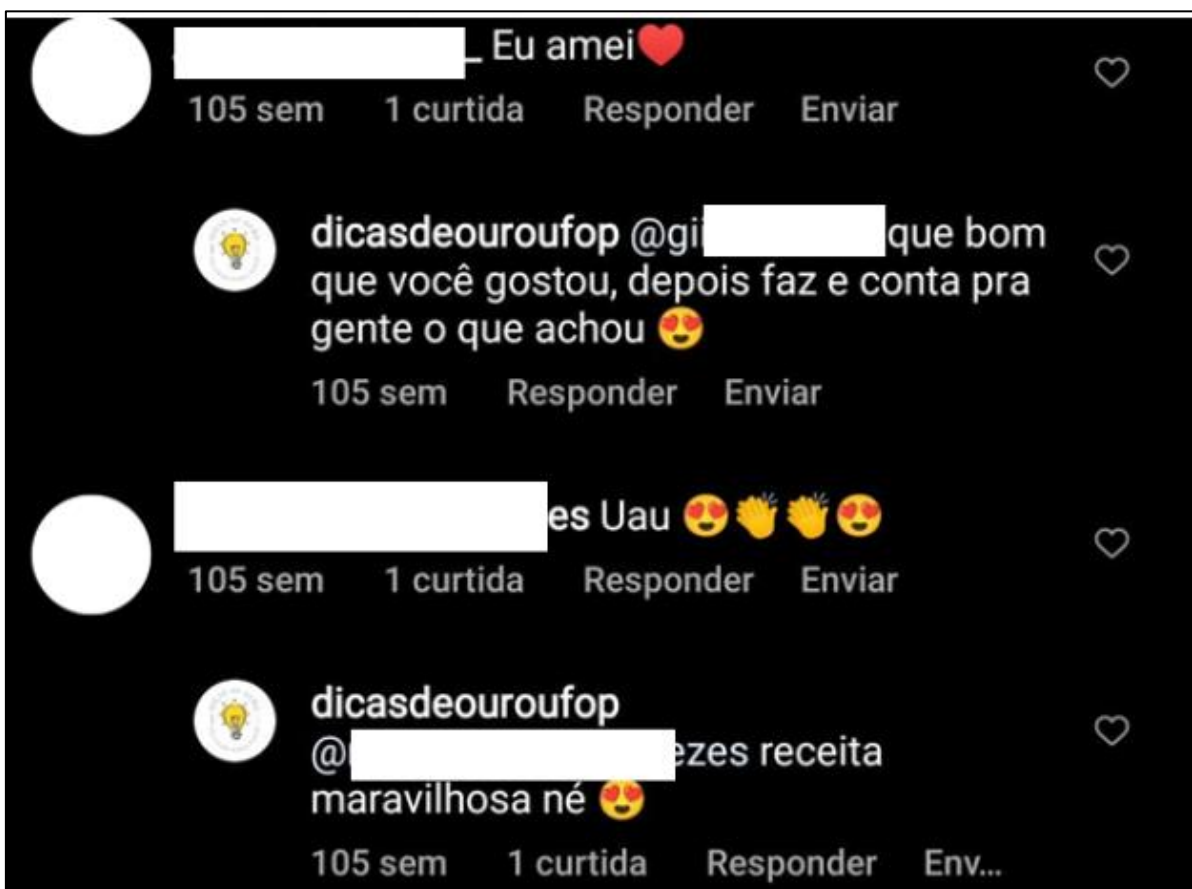 _ Eu amei❤️
105 sem 1 curtida Responder Enviar
dicasdeouroufop @gii que bom
que você gostou, depois faz e conta pra
gente o que achou 😍
105 sem Responder Enviar
es Uau 😍👏👏😍
105 sem 1 curtida Responder Enviar
dicasdeouroufop
@ ezes receita
maravilhosa né 😍
105 sem 1 curtida Responder Env...